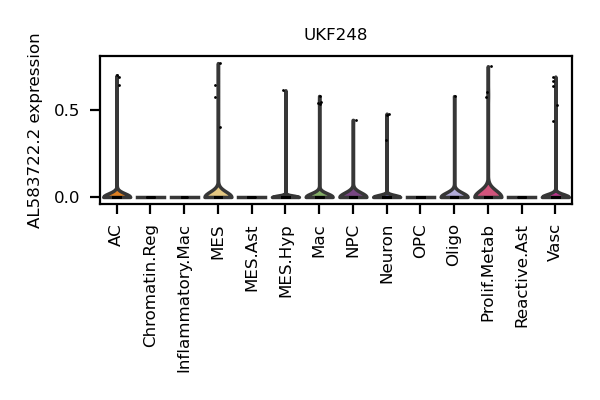 UKF248
AL583722.2 expression
0.5
0.0
AC
Chromatin.Reg
Inflammatory.Mac
MES
MES.Ast
MES.Hyp
Mac
NPC
Neuron
OPC
Oligo
Prolif.Metab
Reactive.Ast
Vasc